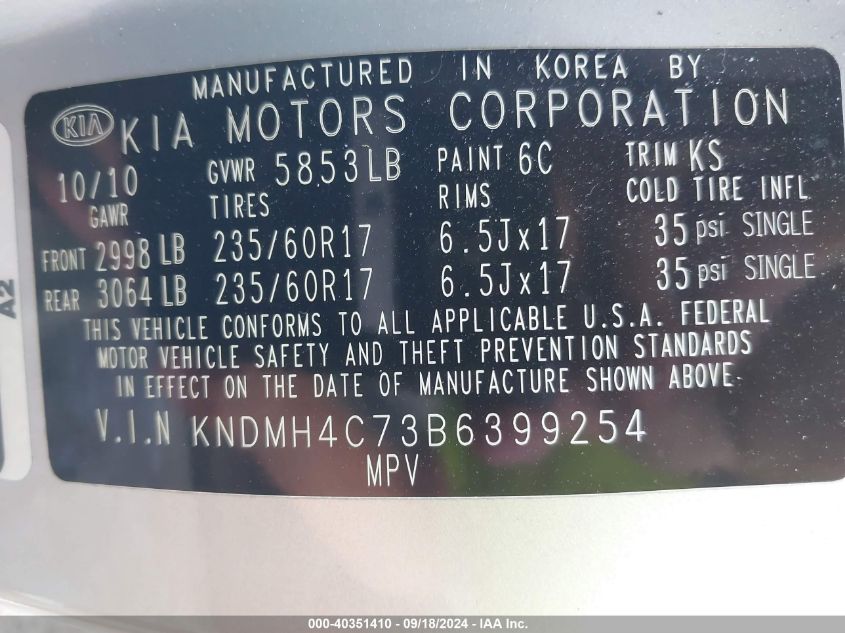 MANUFACTURED IN KOREA BY
KIA KIA MOTORS CORPORATION
10/10 GVWR 5853LB PAINT 6C TRIM KS
GAWR TIRES RIMS COLD TIRE INFL
FRONT 2998 LB 235/60R17 6.5Jx17 35 psi SINGLE
REAR 3064 LB 235/60R17 6.5Jx17 35 psi SINGLE
THIS VEHICLE CONFORMS TO ALL APPLICABLE U.S.A. FEDERAL
MOTOR VEHICLE SAFETY AND THEFT PREVENTION STANDARDS
IN EFFECT ON THE DATE OF MANUFACTURE SHOWN ABOVE
V.I.N KNDMH4C73B6399254
MPV
A2
000-40351410 - 09/18/2024 - IAA Inc.